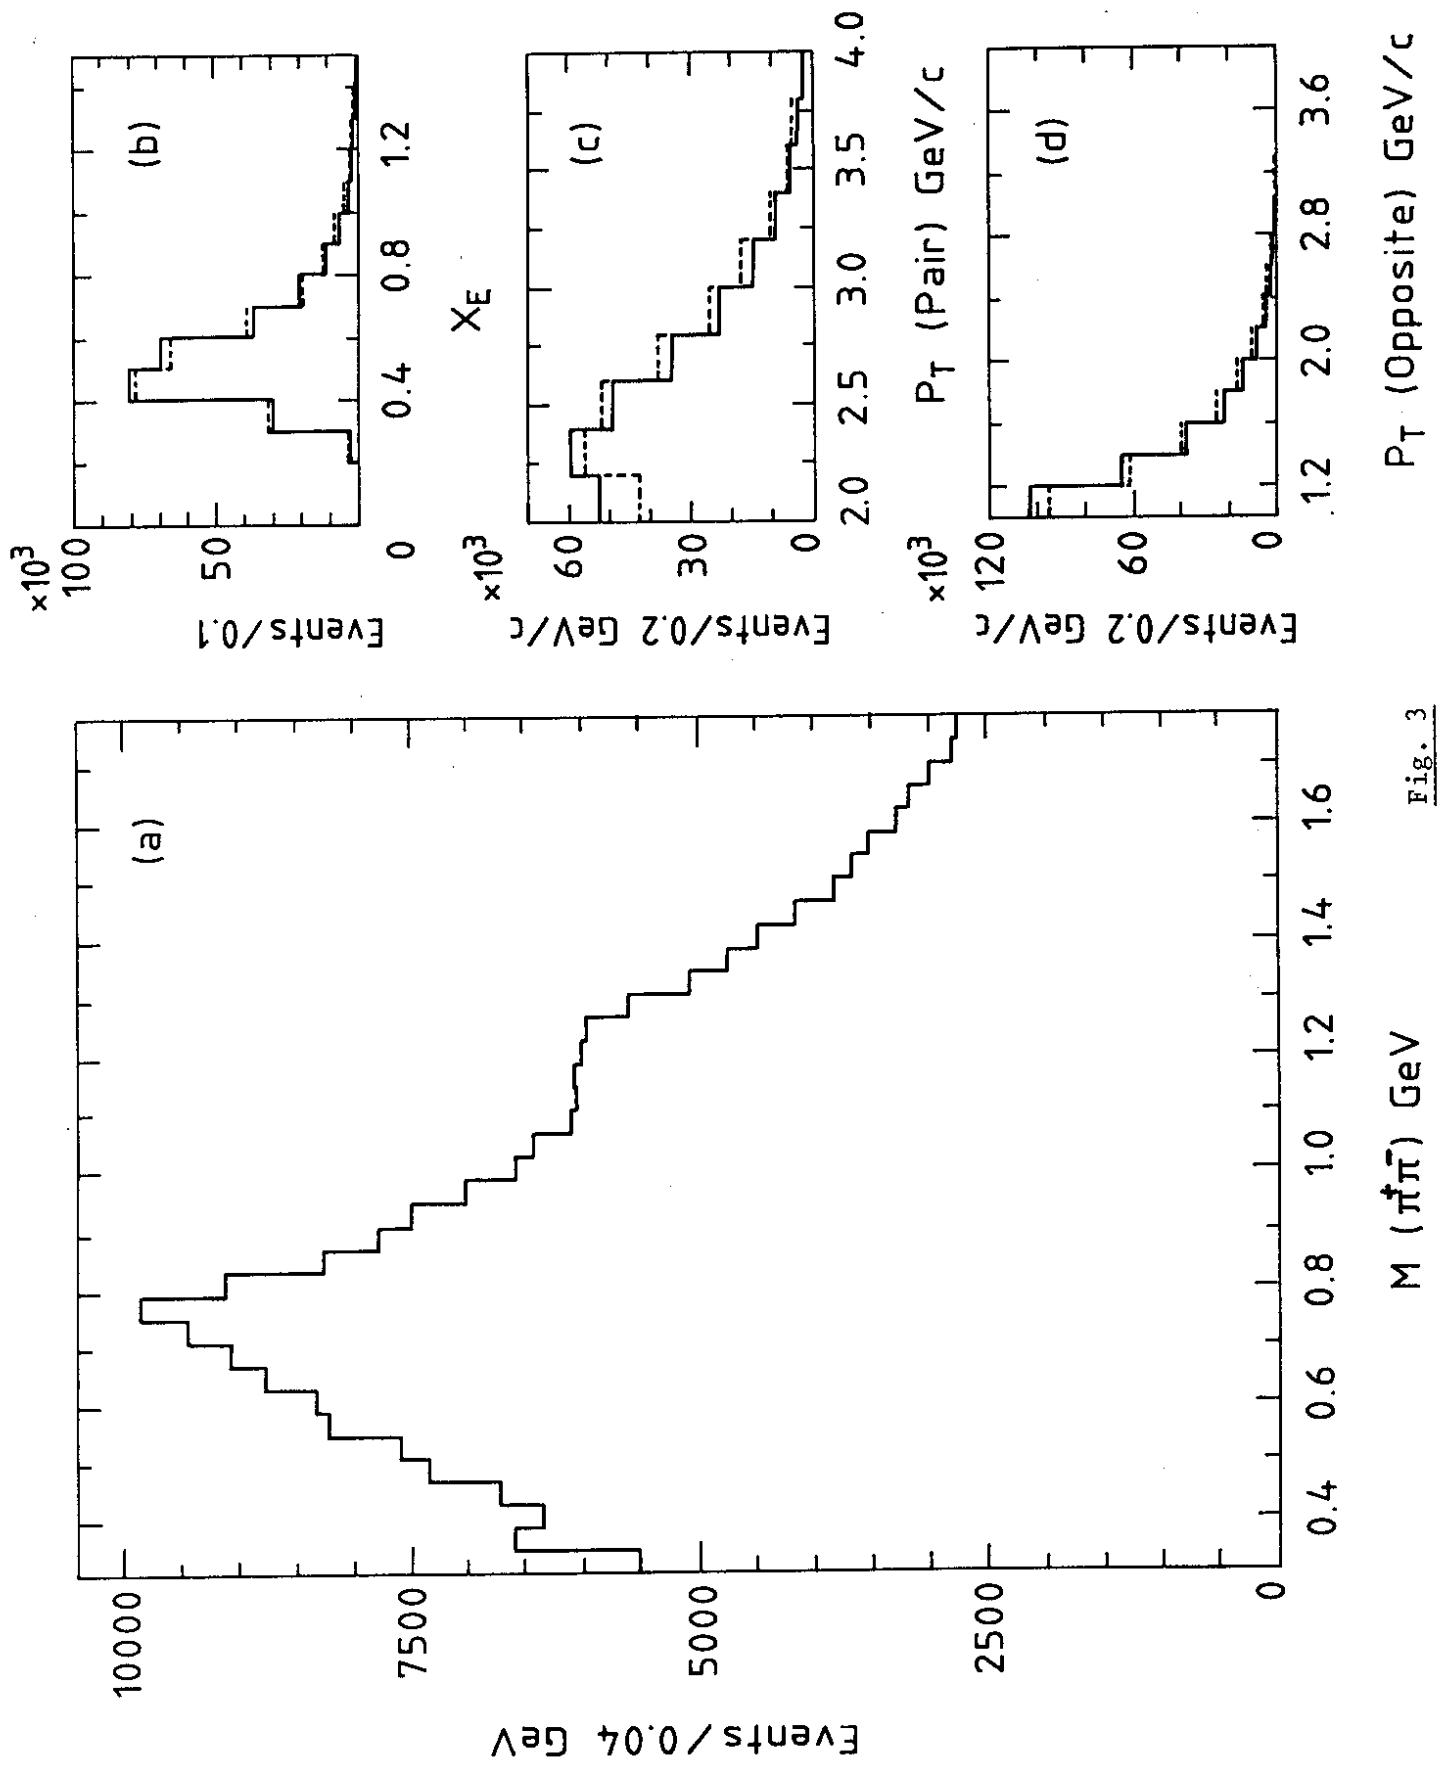 Events/0.04 GeV
10000
7500
5000
2500
0
(a)
0.4
0.6
0.8
1.0
1.2
1.4
1.6
M (π⁺π⁻) GeV
Events/0.1
×10³
100
50
0
(b)
0.4
0.8
1.2
X_E
Events/0.2 GeV/c
×10³
60
30
0
(c)
2.0
2.5
3.0
3.5
4.0
P_T (Pair) GeV/c
Events/0.2 GeV/c
×10³
120
60
0
(d)
1.2
2.0
2.8
3.6
P_T (Opposite) GeV/c
Fig. 3